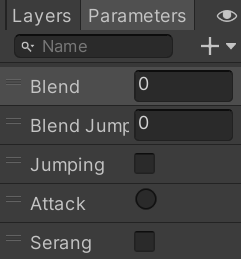 Layers Parameters
Name
Blend 0
Blend Jump 0
Jumping
Attack
Serang